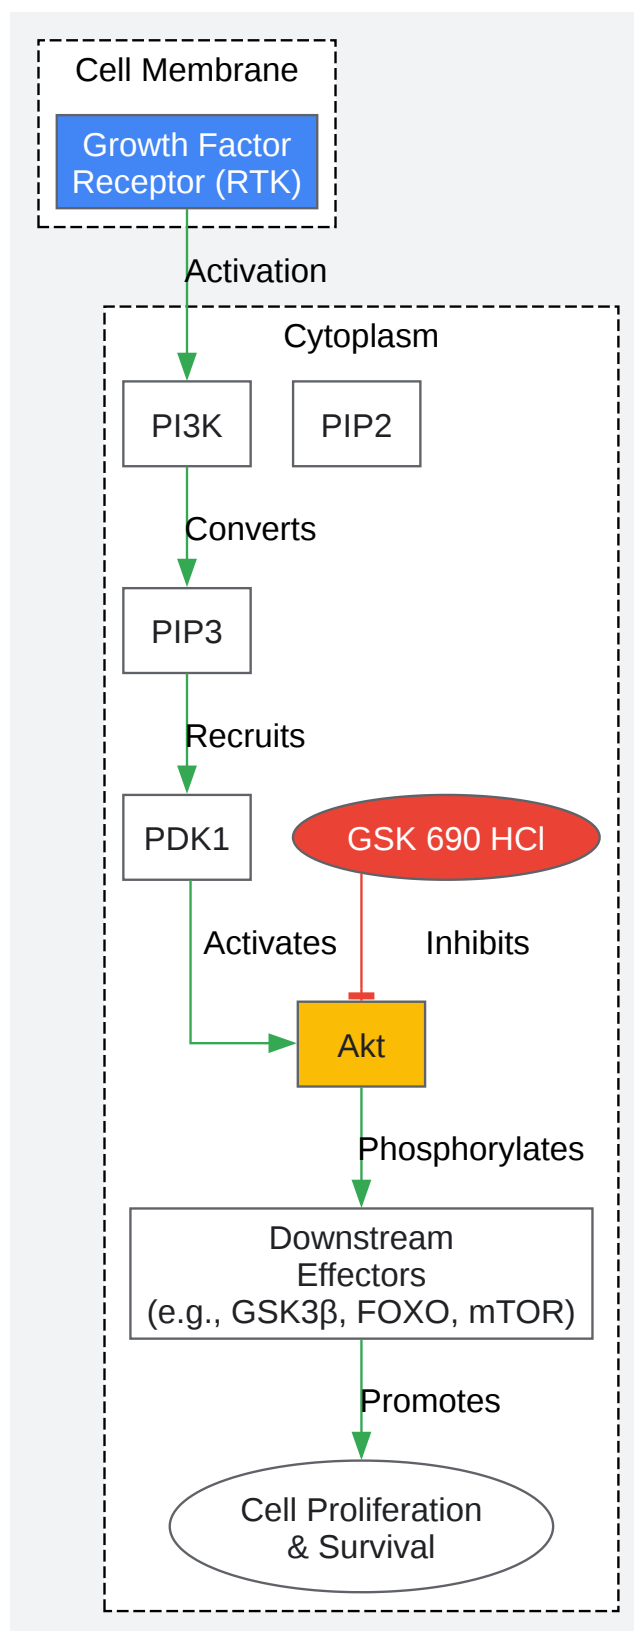 Cell Membrane
Growth Factor
Receptor (RTK)
Activation
Cytoplasm
PI3K
PIP2
Converts
PIP3
Recruits
PDK1
GSK 690 HCl
Activates
Inhibits
Akt
Phosphorylates
Downstream
Effectors
(e.g., GSK3β, FOXO, mTOR)
Promotes
Cell Proliferation
& Survival